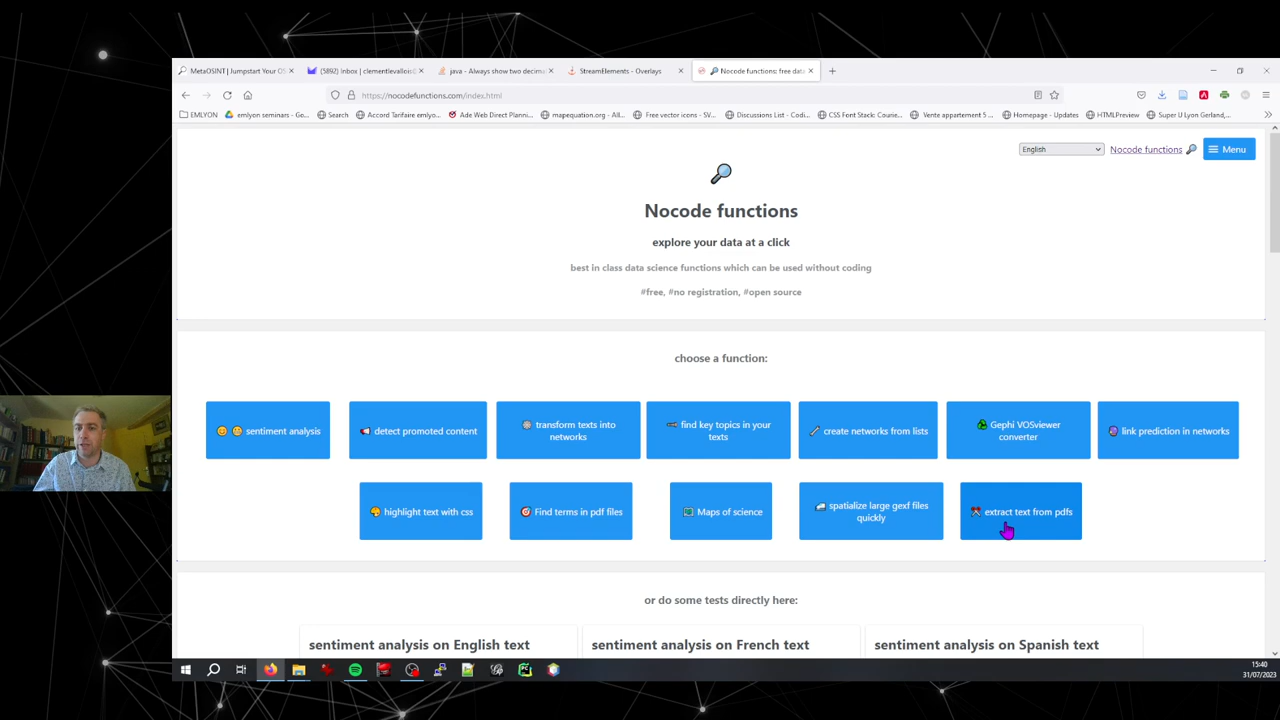 MetaOSINT | Jumpstart Your OS
(5892) Inbox | clementlevallois@
java - Always show two decimal
StreamElements - Overlays
Nocode functions: free data
https://nocodefunctions.com/index.html
EMLYON
emlyon seminars - Go...
Search
Accord Tarifaire emlyo...
Ade Web Direct Planni...
mapequation.org - All...
Free vector icons - SV...
Discussions List - Codi...
CSS Font Stack: Courie...
Vente appartement 5 ...
Homepage - Updates
HTMLPreview
Super U Lyon Gerland,...
English
Nocode functions
Menu
Nocode functions
explore your data at a click
best in class data science functions which can be used without coding
#free, #no registration, #open source
choose a function:
sentiment analysis
detect promoted content
transform texts into
networks
find key topics in your
texts
create networks from lists
Gephi VOSviewer
converter
link prediction in networks
highlight text with css
Find terms in pdf files
Maps of science
spatialize large gexf files
quickly
extract text from pdfs
or do some tests directly here:
sentiment analysis on English text
sentiment analysis on French text
sentiment analysis on Spanish text
15:40
31/07/2023